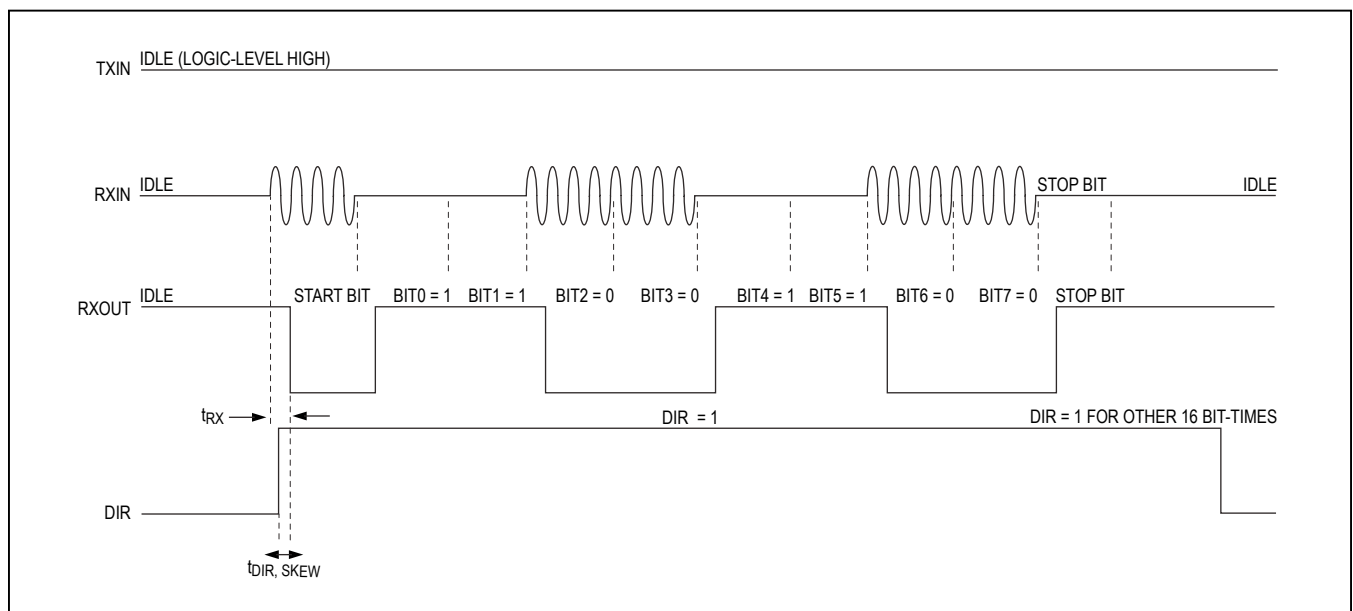 TXIN IDLE (LOGIC-LEVEL HIGH)
RXIN IDLE STOP BIT IDLE
RXOUT IDLE START BIT BIT0 = 1 BIT1 = 1 BIT2 = 0 BIT3 = 0 BIT4 = 1 BIT5 = 1 BIT6 = 0 BIT7 = 0 STOP BIT
tRX
DIR = 1 DIR = 1 FOR OTHER 16 BIT-TIMES
DIR
tDIR, SKEW